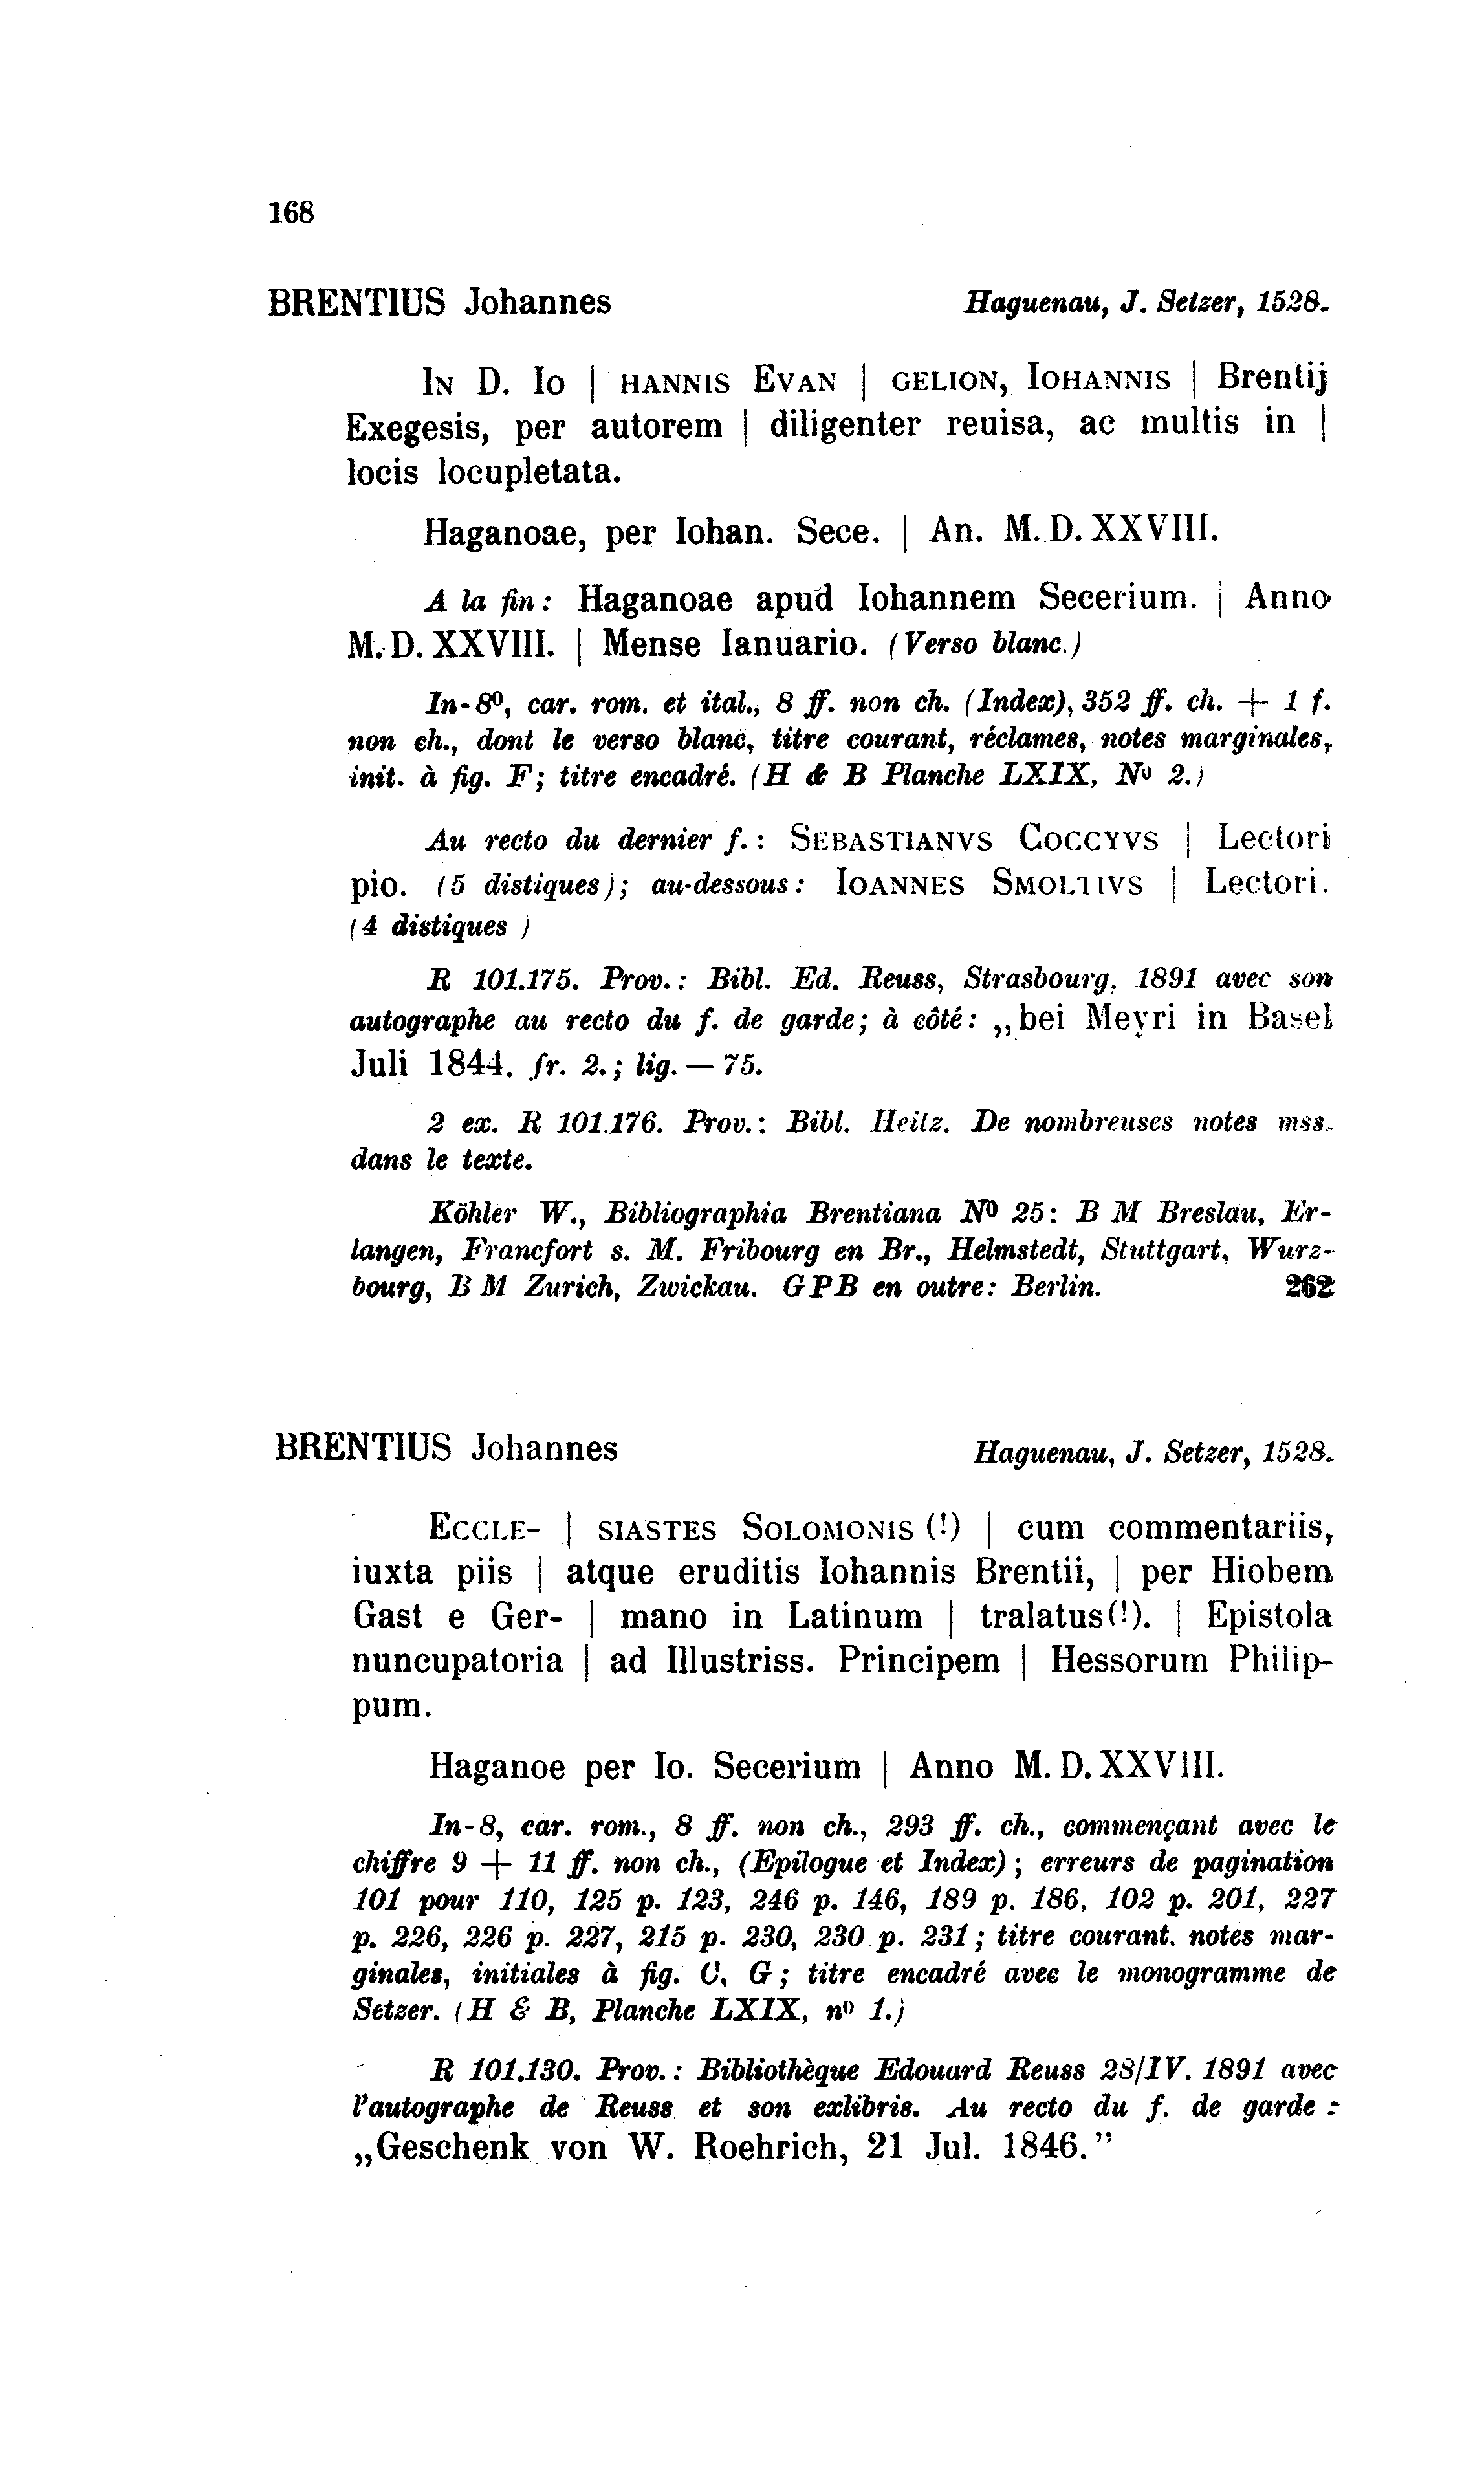 168
BRENTIUS Johannes Haguenau, J. Setzer, 1528.
IN D. Io | HANNIS EVAN | GELION, IOHANNIS | Brentij
Exegesis, per autorem | diligenter reuisa, ac multis in |
locis locupletata.
Haganoae, per Iohan. Sece. | An. M. D. XXVIII.
A la fin: Haganoae apud Iohannem Secerium. | Anno
M. D. XXVIII. | Mense Ianuario. (Verso blanc.)
In-8º, car. rom. et ital., 8 ff. non ch. (Index), 352 ff. ch. + 1 f.
non ch., dont le verso blanc, titre courant, réclames, notes marginales,
init. à fig. F; titre encadré. (H & B Planche LXIX, Nº 2.)
Au recto du dernier f.: SEBASTIANVS COCCYVS | Lectori
pio. (5 distiques); au-dessous: IOANNES SMOLTIVS | Lectori.
(4 distiques)
R 101.175. Prov.: Bibl. Ed. Reuss, Strasbourg, 1891 avec son
autographe au recto du f. de garde; à côté: „bei Meyri in Basel
Juli 1844. fr. 2.; lig. — 75.
2 ex. R 101.176. Prov.: Bibl. Heitz. De nombreuses notes mss.
dans le texte.
Köhler W., Bibliographia Brentiana Nº 25: B M Breslau, Er-
langen, Francfort s. M. Fribourg en Br., Helmstedt, Stuttgart, Wurz-
bourg, B M Zurich, Zwickau. GPB en outre: Berlin. 262
BRENTIUS Johannes Haguenau, J. Setzer, 1528.
ECCLE- | SIASTES SOLOMONIS (!) | cum commentariis,
iuxta piis | atque eruditis Iohannis Brentii, | per Hiobem
Gast e Ger- | mano in Latinum | tralatus(!). | Epistola
nuncupatoria | ad Illustriss. Principem | Hessorum Philip-
pum.
Haganoe per Io. Secerium | Anno M. D. XXVIII.
In-8, car. rom., 8 ff. non ch., 293 ff. ch., commençant avec le
chiffre 9 + 11 ff. non ch., (Epilogue et Index); erreurs de pagination
101 pour 110, 125 p. 123, 246 p. 146, 189 p. 186, 102 p. 201, 227
p. 226, 226 p. 227, 215 p. 230, 230 p. 231; titre courant. notes mar-
ginales, initiales à fig. C, G; titre encadré avec le monogramme de
Setzer. (H & B, Planche LXIX, nº 1.)
R 101.130. Prov.: Bibliothèque Edouard Reuss 28/IV. 1891 avec
l'autographe de Reuss et son exlibris. Au recto du f. de garde:
„Geschenk von W. Roehrich, 21 Jul. 1846."